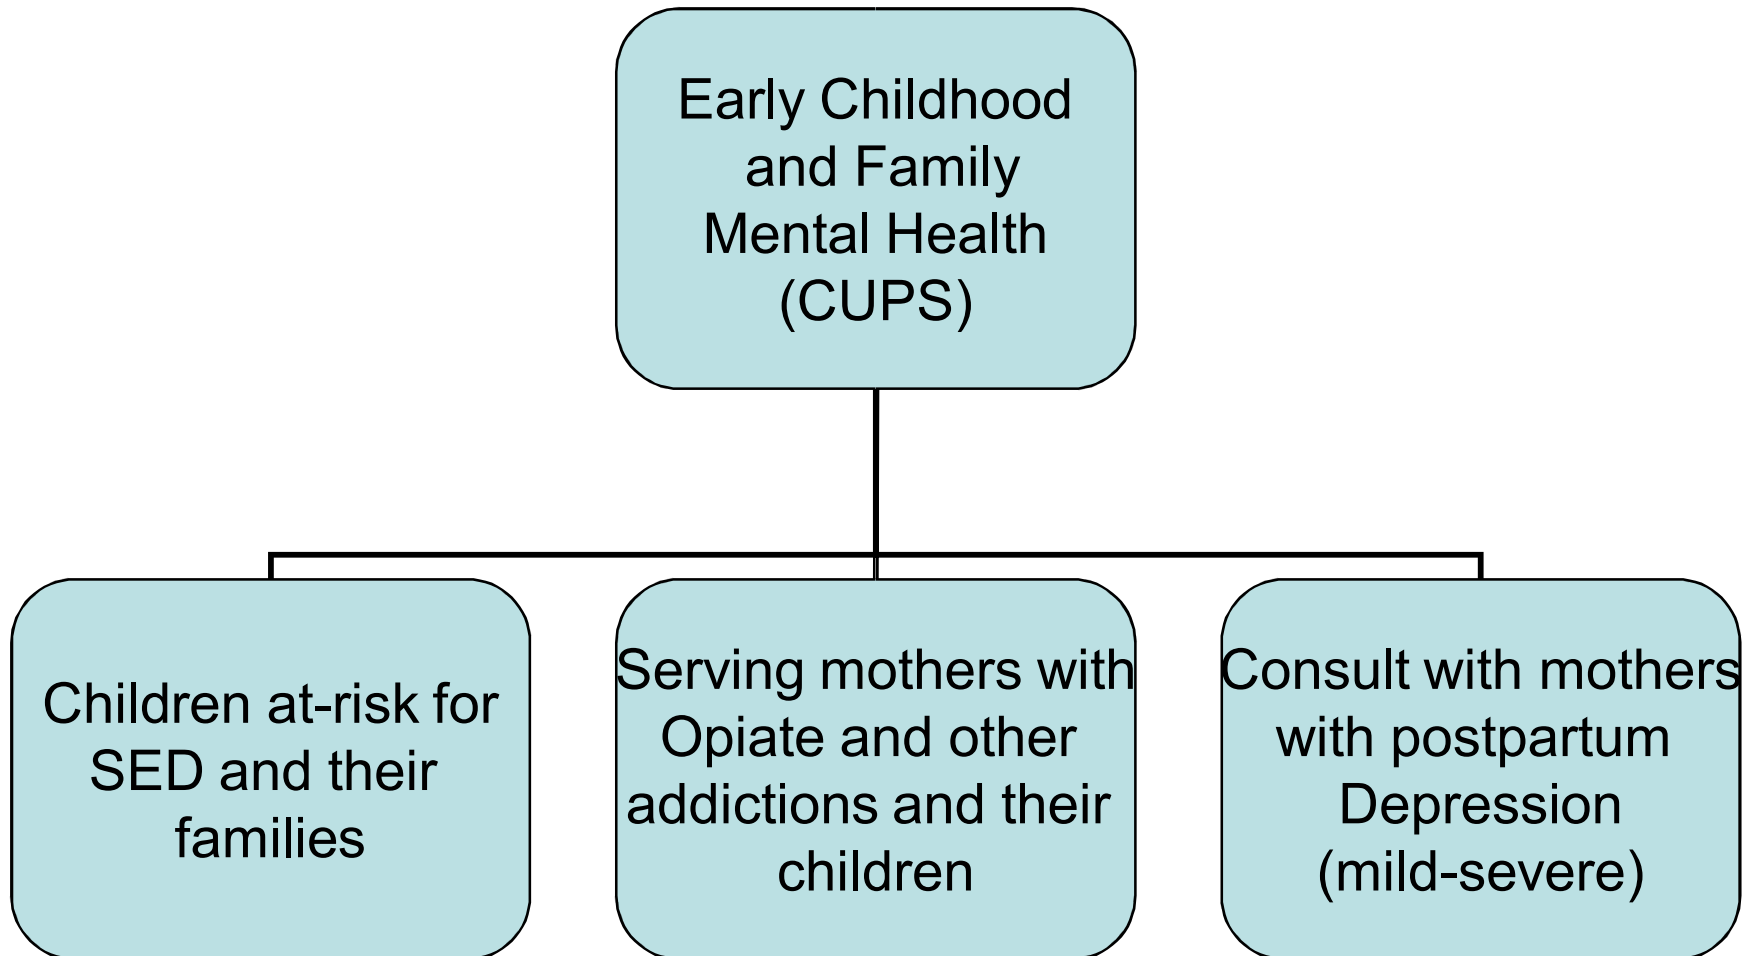 Early Childhood
and Family
Mental Health
(CUPS)
Children at-risk for
SED and their
families
Serving mothers with
Opiate and other
addictions and their
children
Consult with mothers
with postpartum
Depression
(mild-severe)